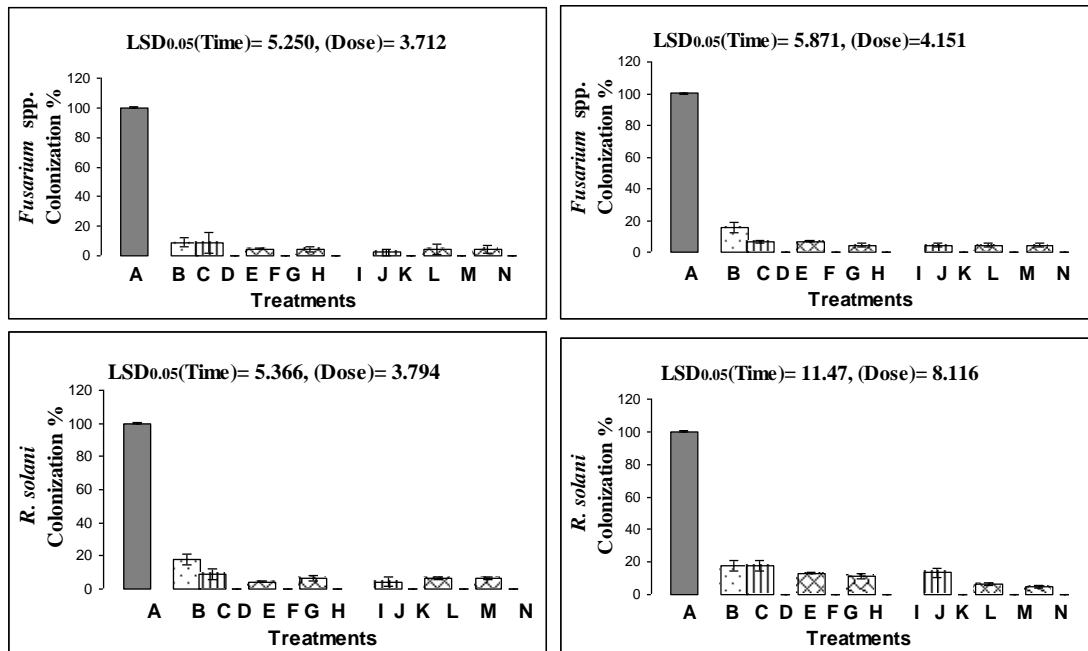 LSD0.05(Time)= 5.250, (Dose)= 3.712
Fusarium spp.
Colonization %
120
100
80
60
40
20
0
A B C D E F G H I J K L M N
Treatments
LSD0.05(Time)= 5.871, (Dose)=4.151
Fusarium spp.
Colonization %
120
100
80
60
40
20
0
A B C D E F G H I J K L M N
Treatments
LSD0.05(Time)= 5.366, (Dose)= 3.794
R. solani
Colonization %
120
100
80
60
40
20
0
A B C D E F G H I J K L M N
Treatments
LSD0.05(Time)= 11.47, (Dose)= 8.116
R. solani
Colonization %
120
100
80
60
40
20
0
A B C D E F G H I J K L M N
Treatments